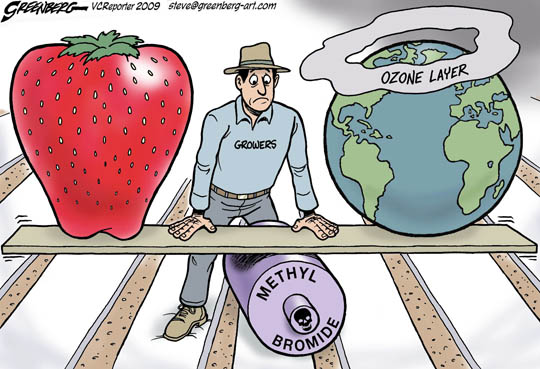 GREENBERG VCReporter 2009 steve@greenberg-art.com
OZONE LAYER
GROWERS
METHYL
BROMIDE